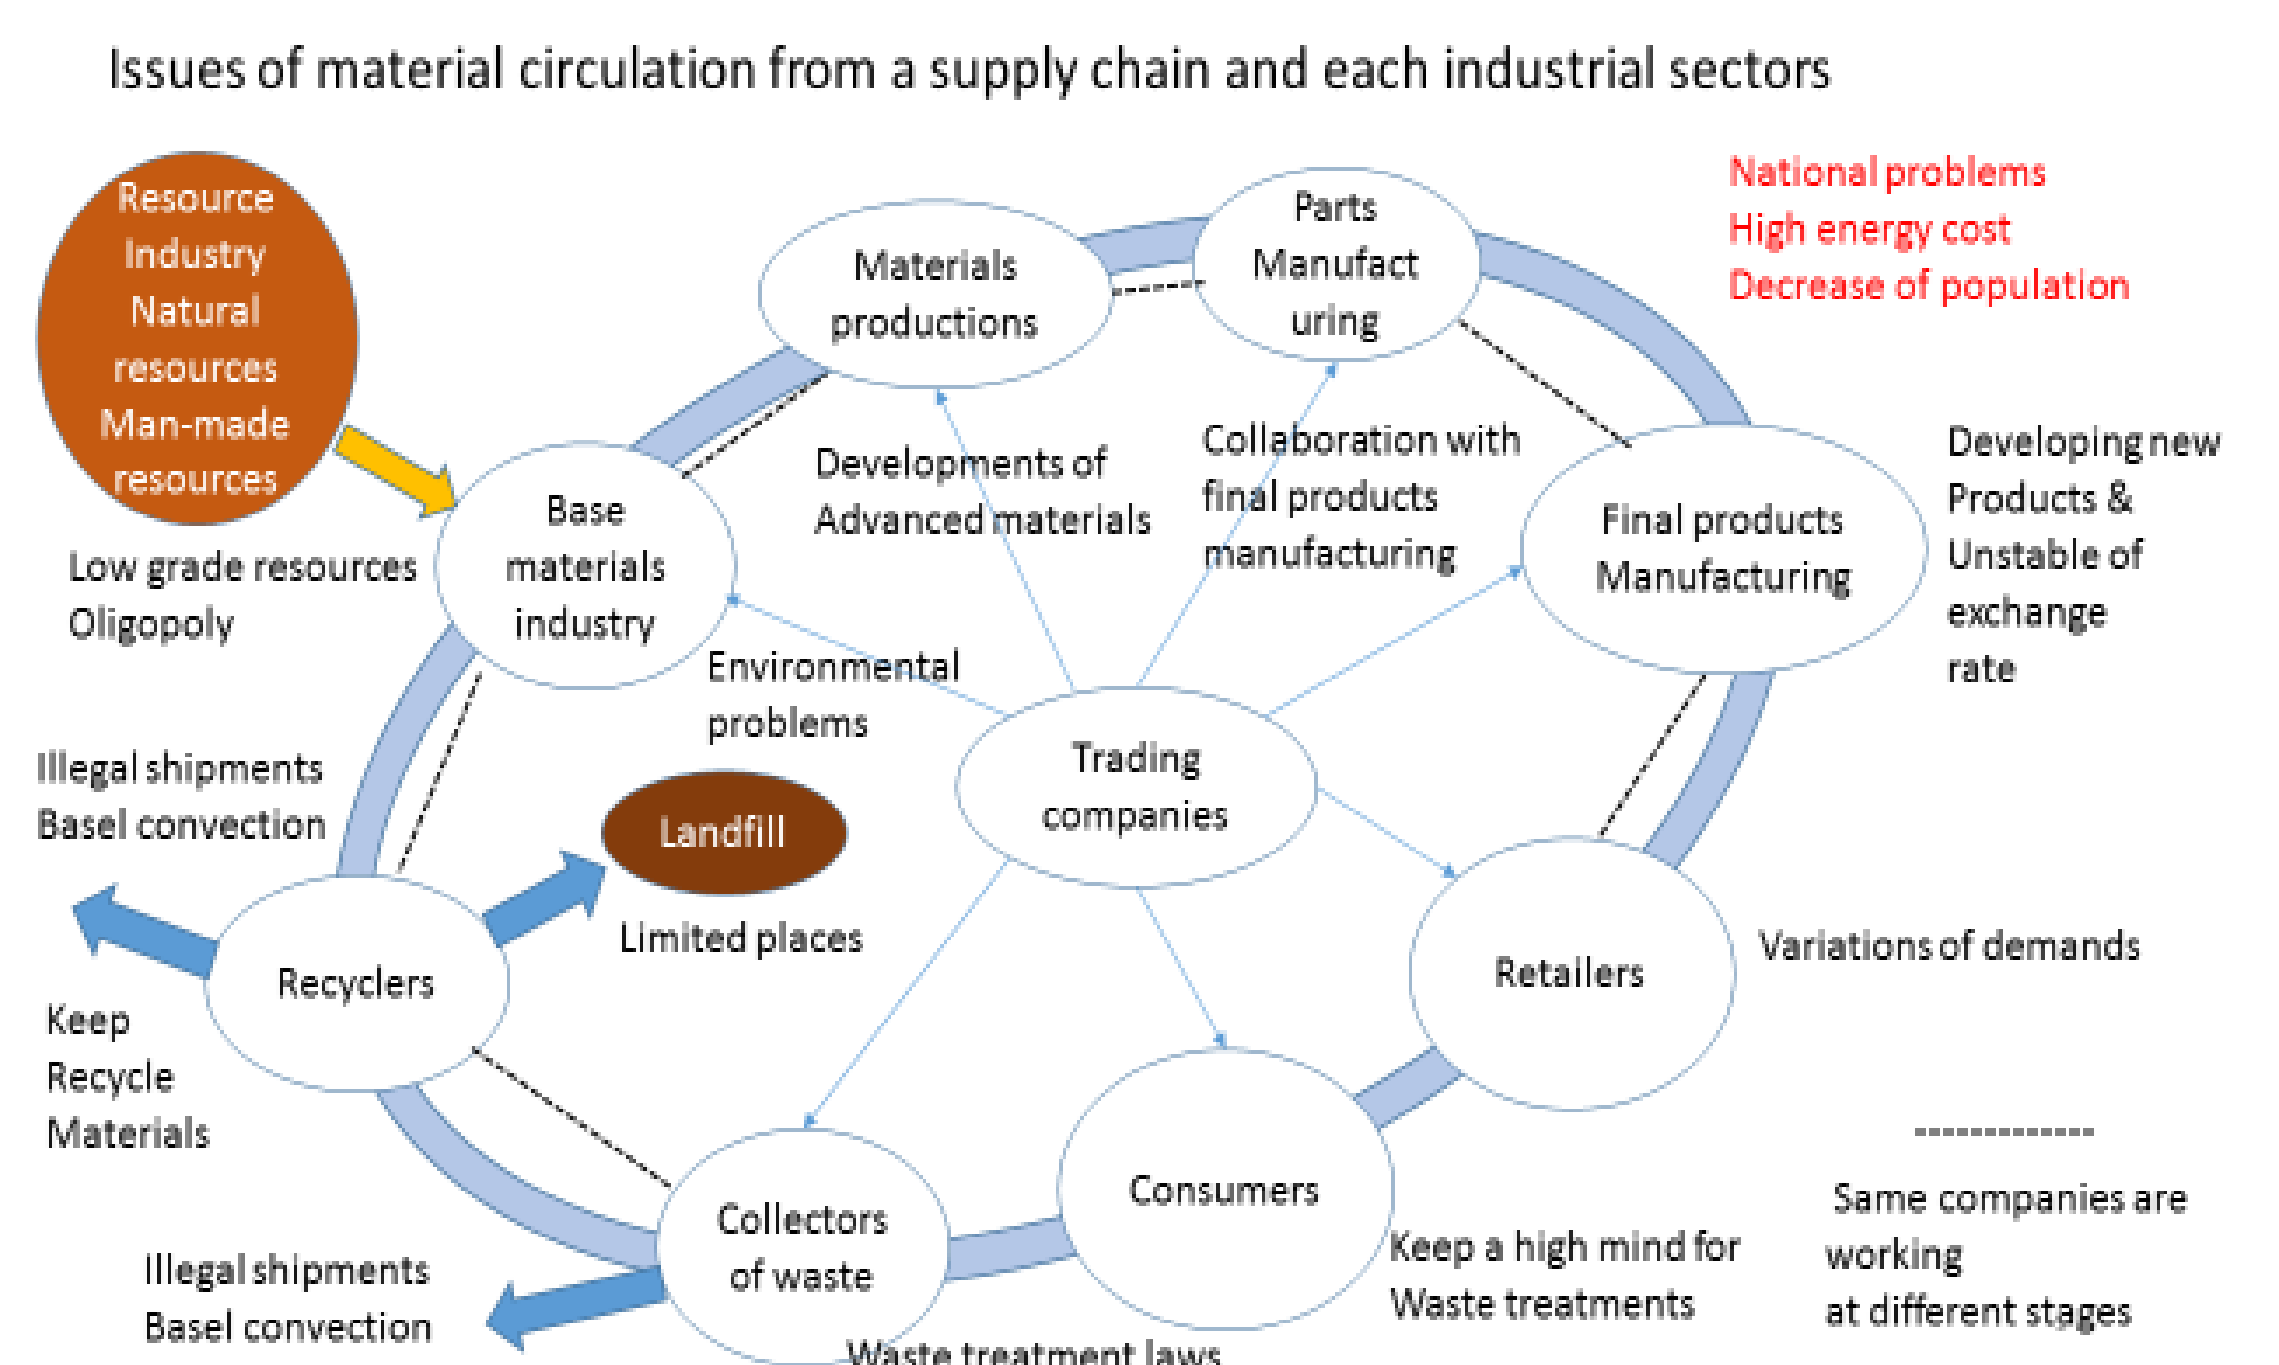 Issues of material circulation from a supply chain and each industrial sectors
Resource
Industry
Natural
resources
Man-made
resources
Low grade resources
Oligopoly
Base
materials
industry
Materials
productions
Parts
Manufact
uring
National problems
High energy cost
Decrease of population
Developments of
Advanced materials
Collaboration with
final products
manufacturing
Final products
Manufacturing
Developing new
Products &
Unstable of
exchange
rate
Environmental
problems
Trading
companies
Illegal shipments
Basel convection
Landfill
Limited places
Recyclers
Keep
Recycle
Materials
Retailers
Variations of demands
Consumers
Keep a high mind for
Waste treatments
Collectors
of waste
Illegal shipments
Basel convection
Waste treatment laws
-------------
Same companies are
working
at different stages